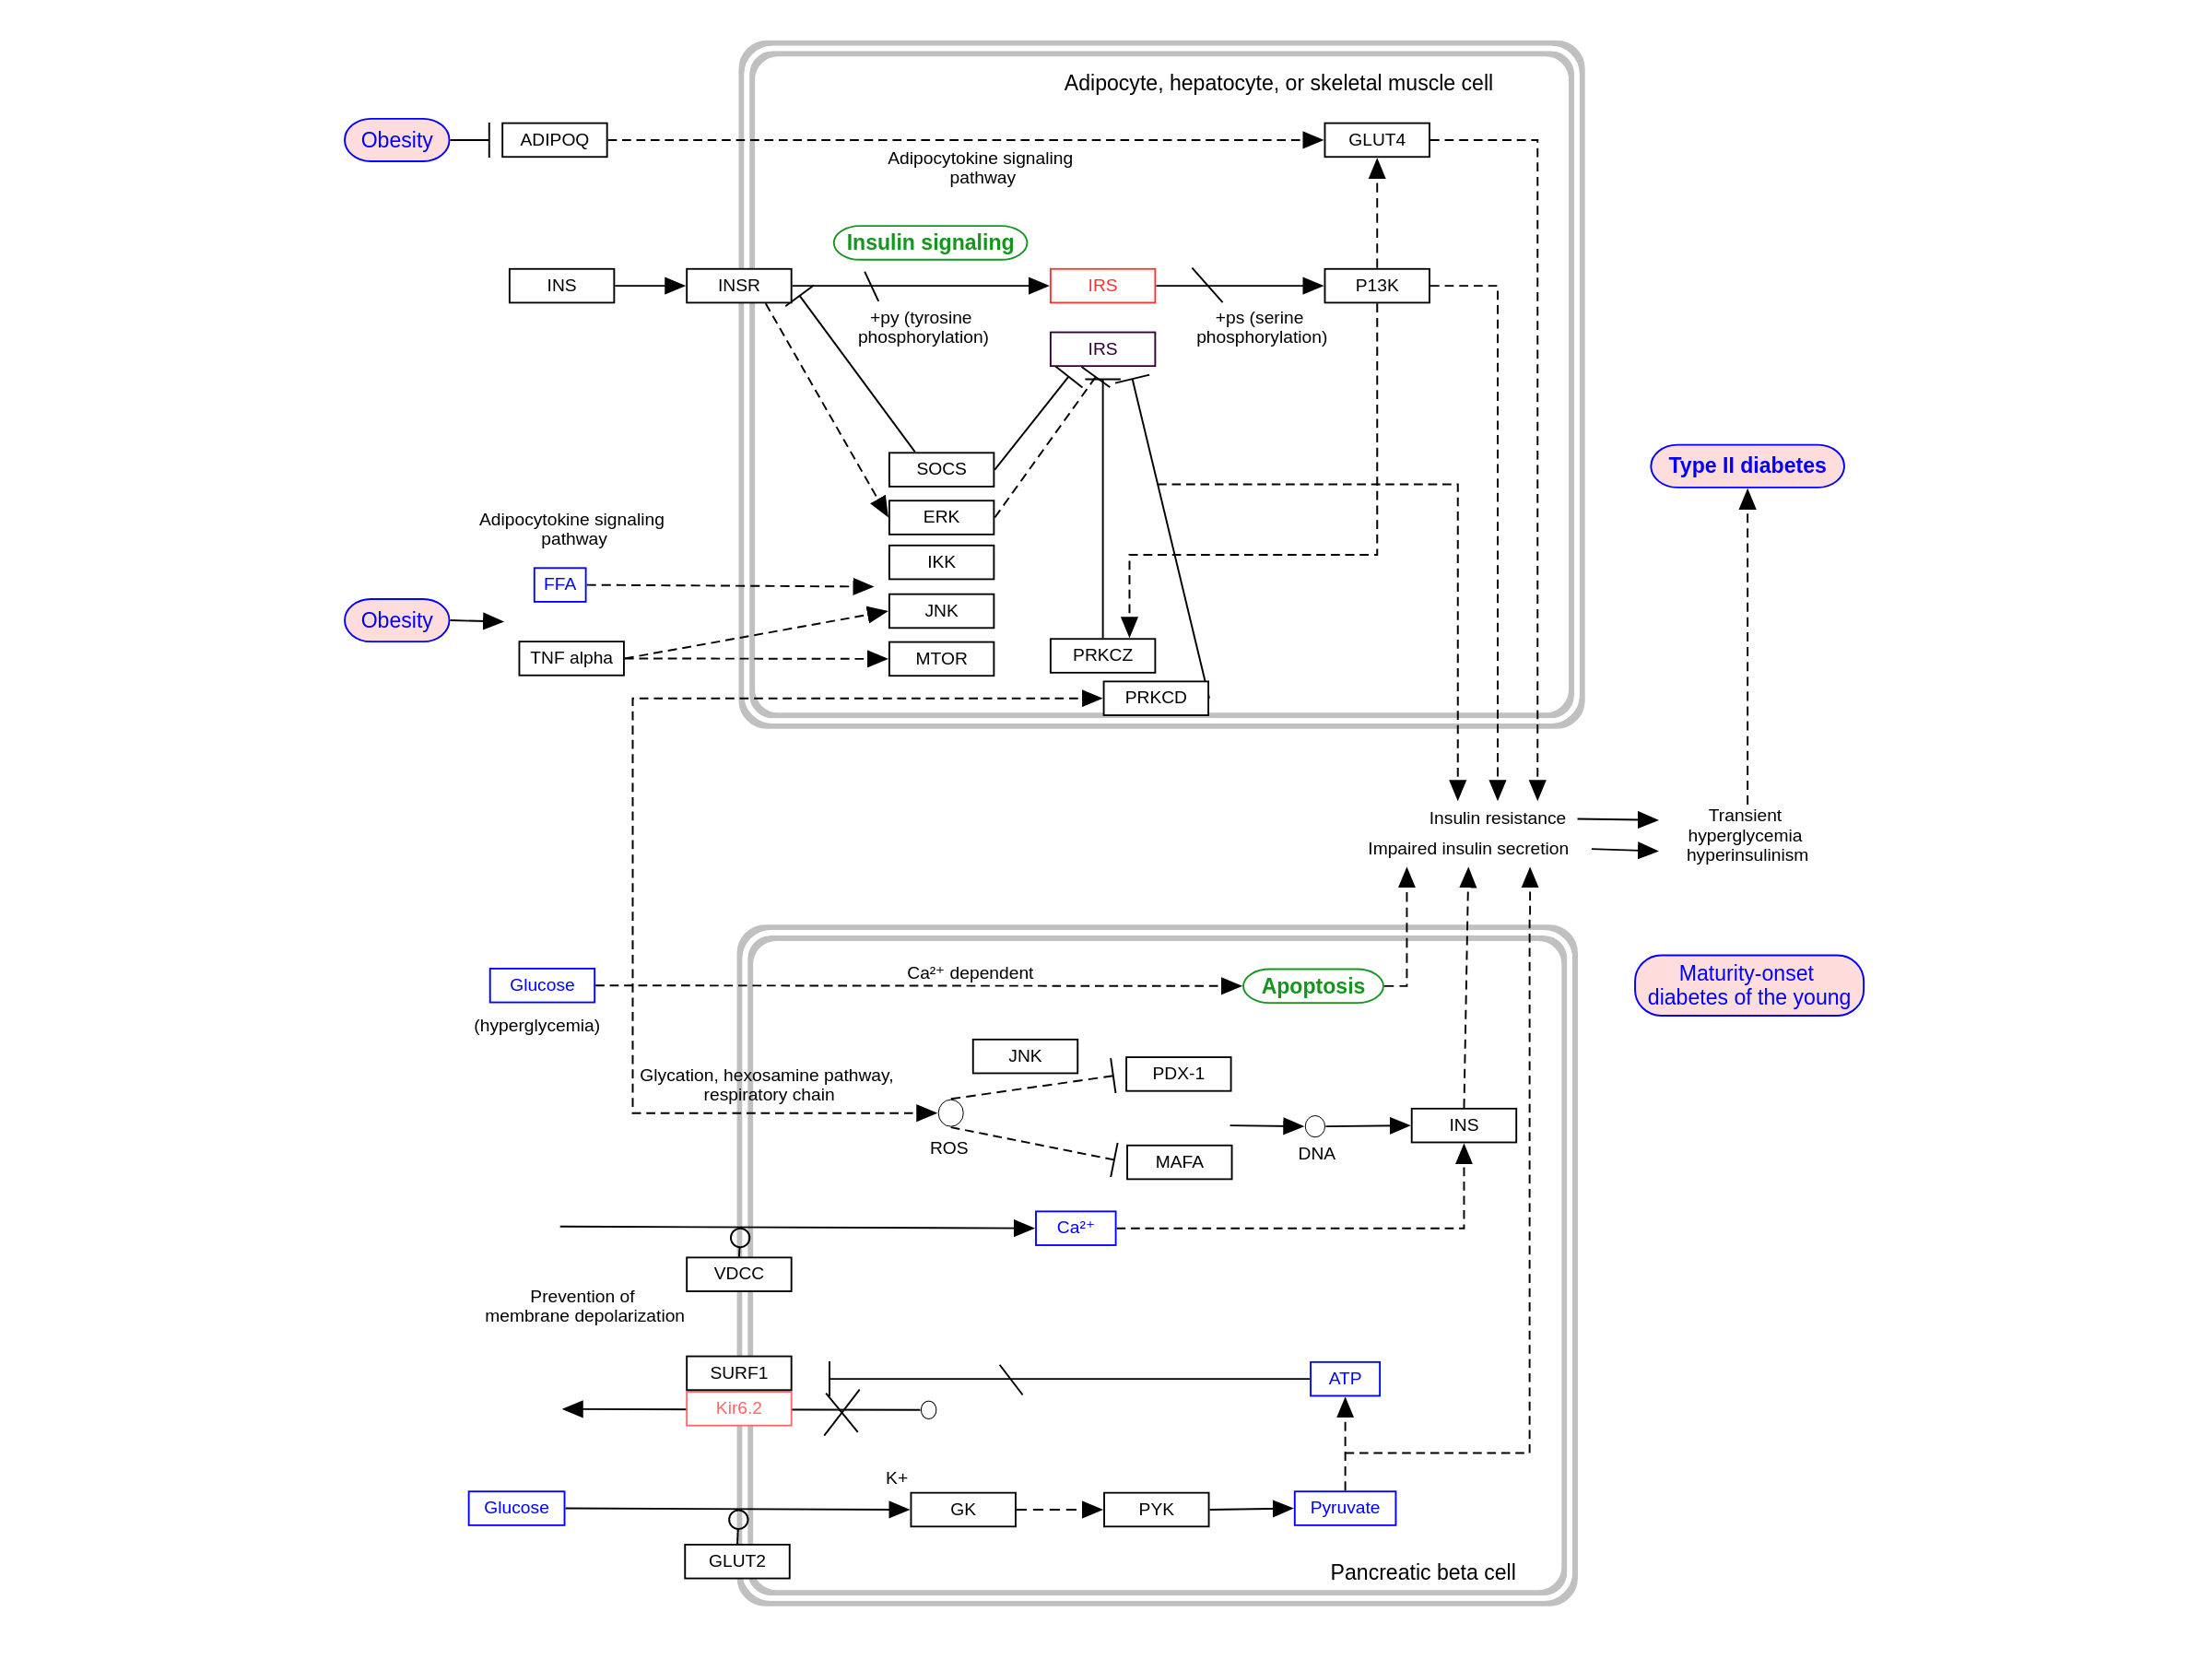 Adipocyte, hepatocyte, or skeletal muscle cell
Obesity
ADIPOQ
GLUT4
Adipocytokine signaling
pathway
Insulin signaling
INS
INSR
IRS
P13K
+py (tyrosine
phosphorylation)
+ps (serine
phosphorylation)
IRS
SOCS
Type II diabetes
ERK
Adipocytokine signaling
pathway
IKK
FFA
JNK
Obesity
TNF alpha
MTOR
PRKCZ
PRKCD
Insulin resistance
Impaired insulin secretion
Transient
hyperglycemia
hyperinsulinism
Glucose
(hyperglycemia)
Ca²⁺ dependent
Apoptosis
Maturity-onset
diabetes of the young
JNK
PDX-1
Glycation, hexosamine pathway,
respiratory chain
ROS
MAFA
DNA
INS
Ca²⁺
VDCC
Prevention of
membrane depolarization
SURF1
ATP
Kir6.2
K+
Glucose
GK
PYK
Pyruvate
GLUT2
Pancreatic beta cell